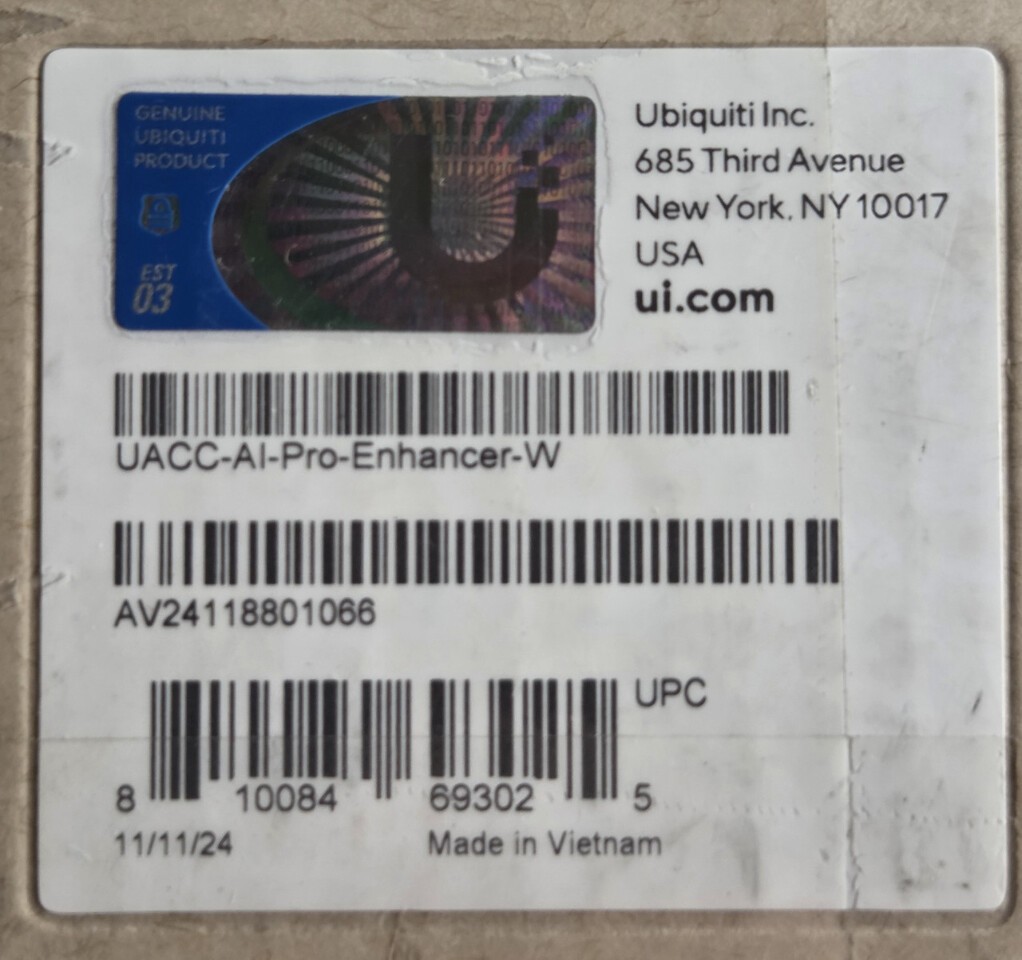 GENUINE
UBIQUITI
PRODUCT
EST
03
Ubiquiti Inc.
685 Third Avenue
New York, NY 10017
USA
ui.com
UACC-AI-Pro-Enhancer-W
AV24118801066
UPC
8 10084 69302 5
11/11/24 Made in Vietnam